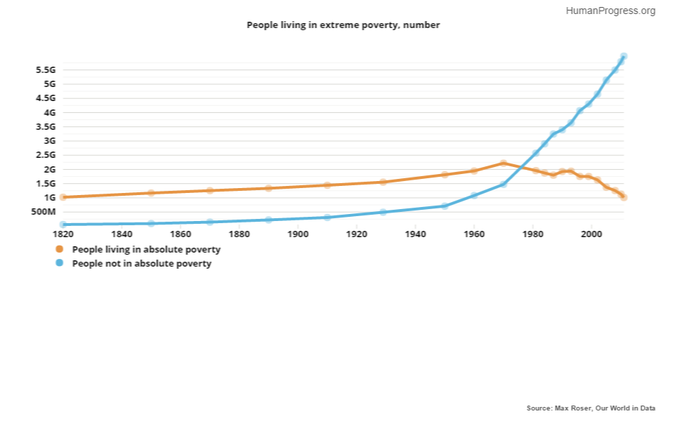 HumanProgress.org
People living in extreme poverty, number
5.5G
5G
4.5G
4G
3.5G
3G
2.5G
2G
1.5G
1G
500M
1820 1840 1860 1880 1900 1920 1940 1960 1980 2000
People living in absolute poverty
People not in absolute poverty
Source: Max Roser, Our World in Data